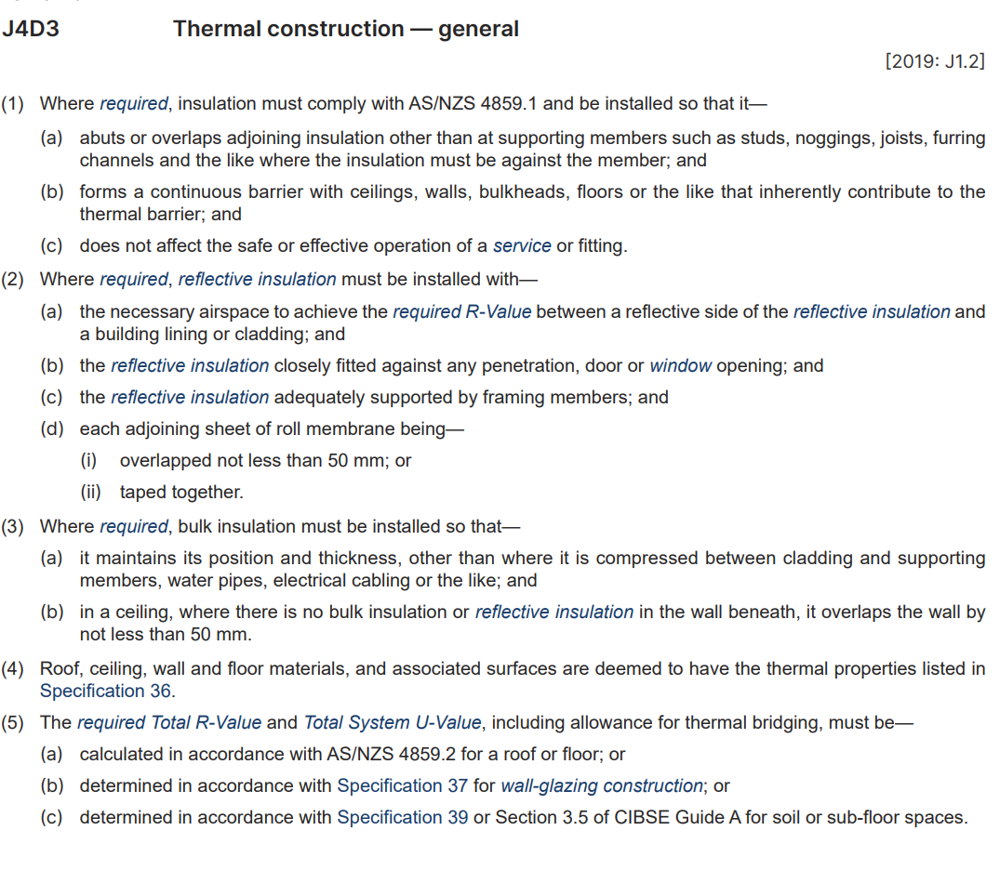 J4D3 Thermal construction — general
[2019: J1.2]
(1) Where required, insulation must comply with AS/NZS 4859.1 and be installed so that it—
(a) abuts or overlaps adjoining insulation other than at supporting members such as studs, noggings, joists, furring
channels and the like where the insulation must be against the member; and
(b) forms a continuous barrier with ceilings, walls, bulkheads, floors or the like that inherently contribute to the
thermal barrier; and
(c) does not affect the safe or effective operation of a service or fitting.
(2) Where required, reflective insulation must be installed with—
(a) the necessary airspace to achieve the required R-Value between a reflective side of the reflective insulation and
a building lining or cladding; and
(b) the reflective insulation closely fitted against any penetration, door or window opening; and
(c) the reflective insulation adequately supported by framing members; and
(d) each adjoining sheet of roll membrane being—
(i) overlapped not less than 50 mm; or
(ii) taped together.
(3) Where required, bulk insulation must be installed so that—
(a) it maintains its position and thickness, other than where it is compressed between cladding and supporting
members, water pipes, electrical cabling or the like; and
(b) in a ceiling, where there is no bulk insulation or reflective insulation in the wall beneath, it overlaps the wall by
not less than 50 mm.
(4) Roof, ceiling, wall and floor materials, and associated surfaces are deemed to have the thermal properties listed in
Specification 36.
(5) The required Total R-Value and Total System U-Value, including allowance for thermal bridging, must be—
(a) calculated in accordance with AS/NZS 4859.2 for a roof or floor; or
(b) determined in accordance with Specification 37 for wall-glazing construction; or
(c) determined in accordance with Specification 39 or Section 3.5 of CIBSE Guide A for soil or sub-floor spaces.